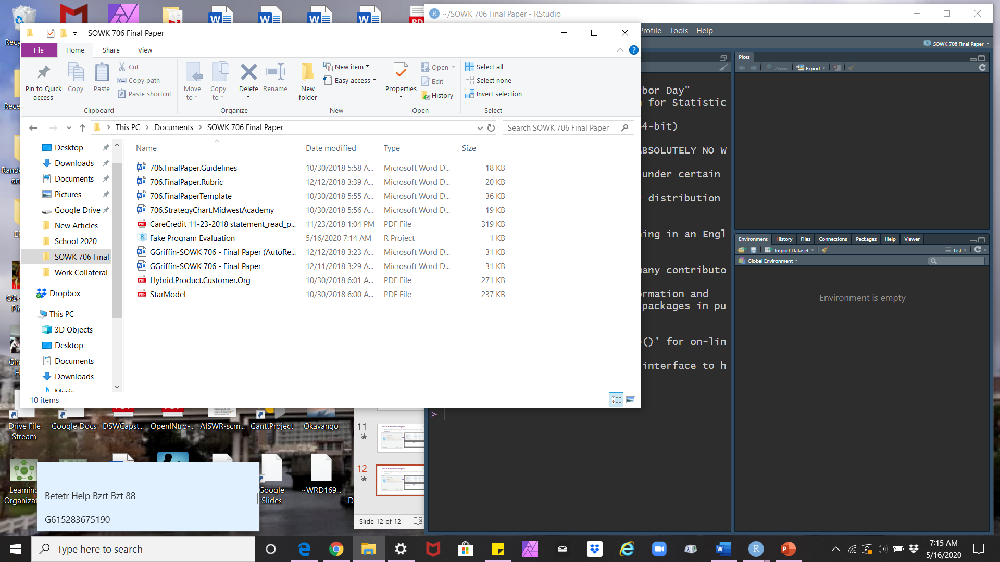 ~/SOWK 706 Final Paper - RStudio
SOWK 706 Final Paper
File
Home
Share
View
Pin to Quick access
Copy
Paste
Cut
Copy path
Paste shortcut
Clipboard
Move to
Copy to
Delete
Rename
Organize
New folder
New item
Easy access
New
Properties
Open
Edit
History
Open
Select all
Select none
Invert selection
Select
This PC > Documents > SOWK 706 Final Paper
Search SOWK 706 Final Paper
Desktop
Downloads
Documents
Pictures
Google Drive
New Articles
School 2020
SOWK 706 Final
Work Collateral
Dropbox
This PC
3D Objects
Desktop
Documents
Downloads
Music
Name Date modified Type Size
706.FinalPaper.Guidelines 10/30/2018 5:58 A... Microsoft Word D... 18 KB
706.FinalPaper.Rubric 12/12/2018 3:39 A... Microsoft Word D... 20 KB
706.FinalPaperTemplate 10/30/2018 5:55 A... Microsoft Word D... 36 KB
706.StrategyChart.MidwestAcademy 10/30/2018 5:56 A... Microsoft Word D... 19 KB
CareCredit 11-23-2018 statement_read_p... 11/23/2018 1:04 PM PDF File 319 KB
Fake Program Evaluation 5/16/2020 7:14 AM R Project 1 KB
GGriffin-SOWK 706 - Final Paper (AutoRe... 12/12/2018 3:23 A... Microsoft Word D... 31 KB
GGriffin-SOWK 706 - Final Paper 12/11/2018 3:29 A... Microsoft Word D... 31 KB
Hybrid.Product.Customer.Org 10/30/2018 6:01 A... PDF File 271 KB
StarModel 10/30/2018 6:00 A... PDF File 237 KB
10 items
Profile Tools Help
SOWK 706 Final Paper
bor Day"
for Statistic
4-bit)
ABSOLUTELY NO W
under certain
distribution
ing in an Engl
many contributo
ormation and
packages in pu
()' for on-lin
interface to h
>
Plots
Zoom
Export
Environment History Files Connections Packages Help Viewer
Import Dataset
List
Global Environment
Environment is empty
Drive File Stream
Google Docs
DSWCapst...
OpenINtro-...
AISWR-scrn...
GanttProject
Okavango
Learning
Organizat
Google Slides
~WRD169...
Betetr Help Bzrt Bzt 88
G615283675190
11
12
Slide 12 of 12
Type here to search
7:15 AM
5/16/2020